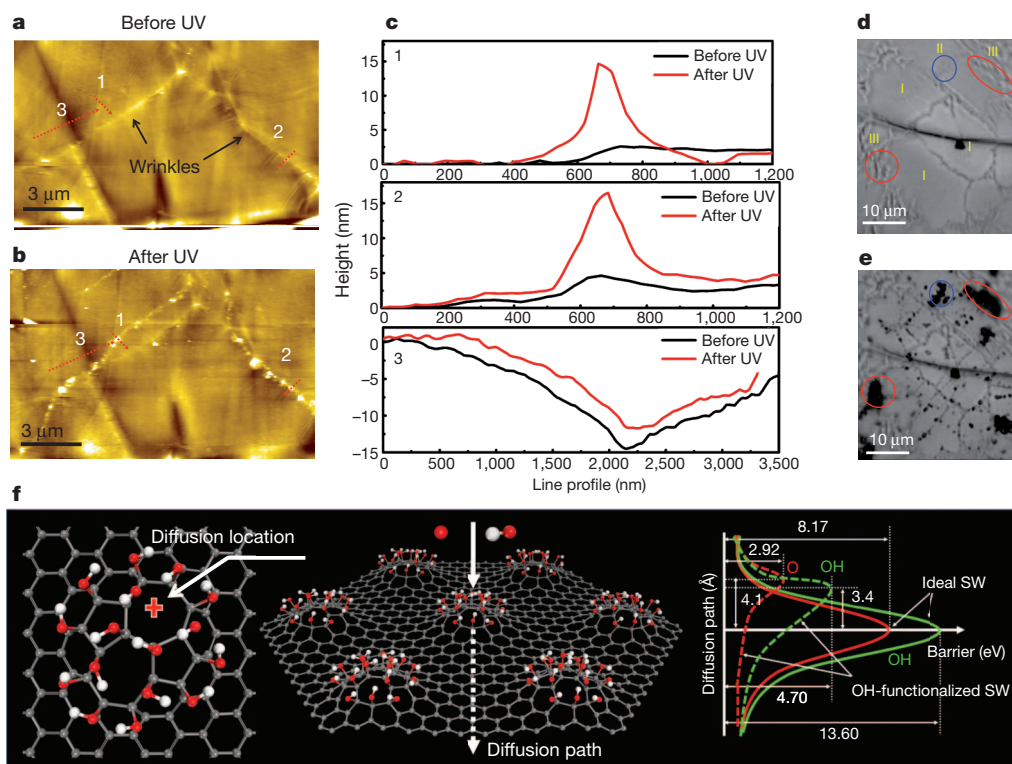 a
Before UV
1
3
2
Wrinkles
3 μm
b
After UV
1
3
2
3 μm
c
Height (nm)
1
Before UV
After UV
15
10
5
0
0 200 400 600 800 1,000 1,200
2
Before UV
After UV
15
10
5
0
0 200 400 600 800 1,000 1,200
3
Before UV
After UV
0
−5
−10
−15
0 500 1,000 1,500 2,000 2,500 3,000 3,500
Line profile (nm)
d
II
III
I
III
I
I
10 μm
e
10 μm
f
Diffusion location
Diffusion path
8.17
2.92
O
OH
Ideal SW
4.1
3.4
Diffusion path (Å)
Barrier (eV)
OH
OH-functionalized SW
4.70
13.60